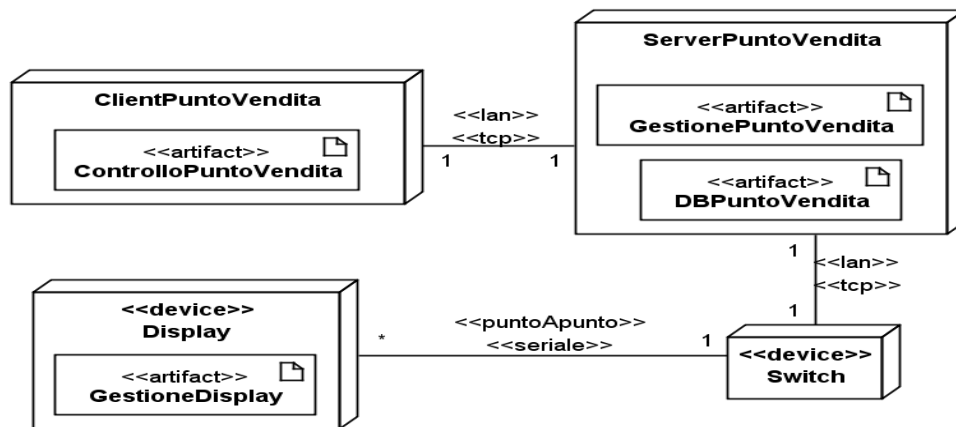 ServerPuntoVendita
ClientPuntoVendita
<<artifact>>
GestionePuntoVendita
<<lan>>
<<tcp>>
1
1
<<artifact>>
ControlloPuntoVendita
<<artifact>>
DBPuntoVendita
1
<<lan>>
<<tcp>>
1
<<device>>
Display
*
<<puntoApunto>>
<<seriale>>
1
<<device>>
Switch
<<artifact>>
GestioneDisplay